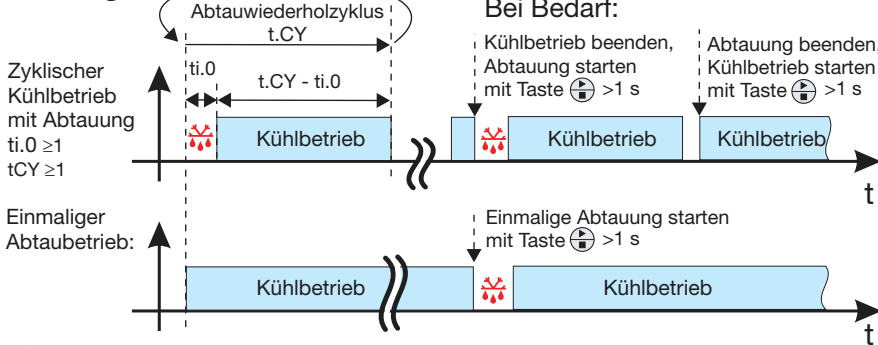 Abtauwiederholzyklus
t.CY
Bei Bedarf:
Kühlbetrieb beenden,
Abtauung starten
mit Taste >1 s
Abtauung beenden,
Kühlbetrieb starten
mit Taste >1 s
Zyklischer
Kühlbetrieb
mit Abtauung
ti.0 ≥1
tCY ≥1
ti.0
t.CY - ti.0
Kühlbetrieb
Kühlbetrieb
Kühlbetrieb
t
Einmaliger
Abtaubetrieb:
Einmalige Abtauung starten
mit Taste >1 s
Kühlbetrieb
Kühlbetrieb
t